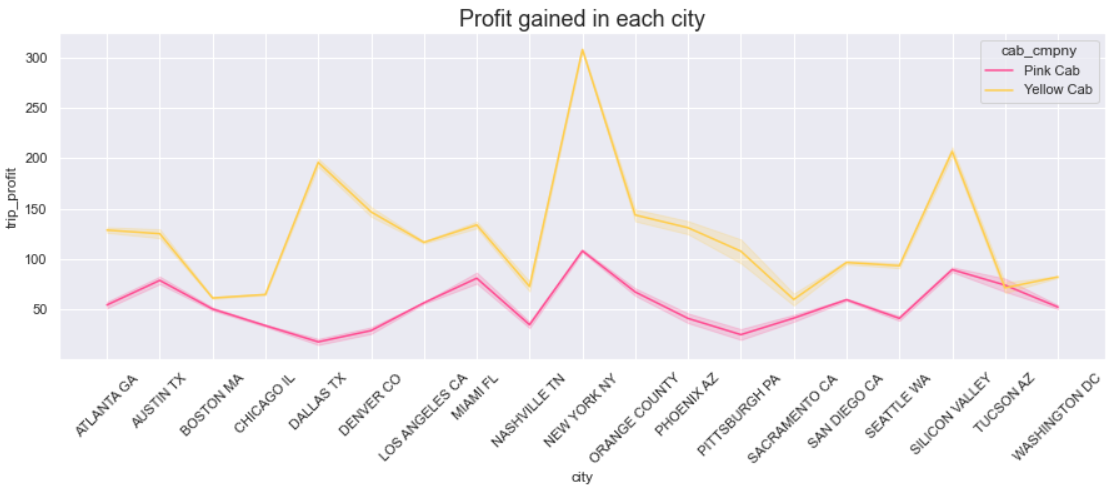 Profit gained in each city
cab_cmpny
Pink Cab
Yellow Cab
trip_profit
300
250
200
150
100
50
ATLANTA GA
AUSTIN TX
BOSTON MA
CHICAGO IL
DALLAS TX
DENVER CO
LOS ANGELES CA
MIAMI FL
NASHVILLE TN
NEW YORK NY
ORANGE COUNTY
PHOENIX AZ
PITTSBURGH PA
SACRAMENTO CA
SAN DIEGO CA
SEATTLE WA
SILICON VALLEY
TUCSON AZ
WASHINGTON DC
city